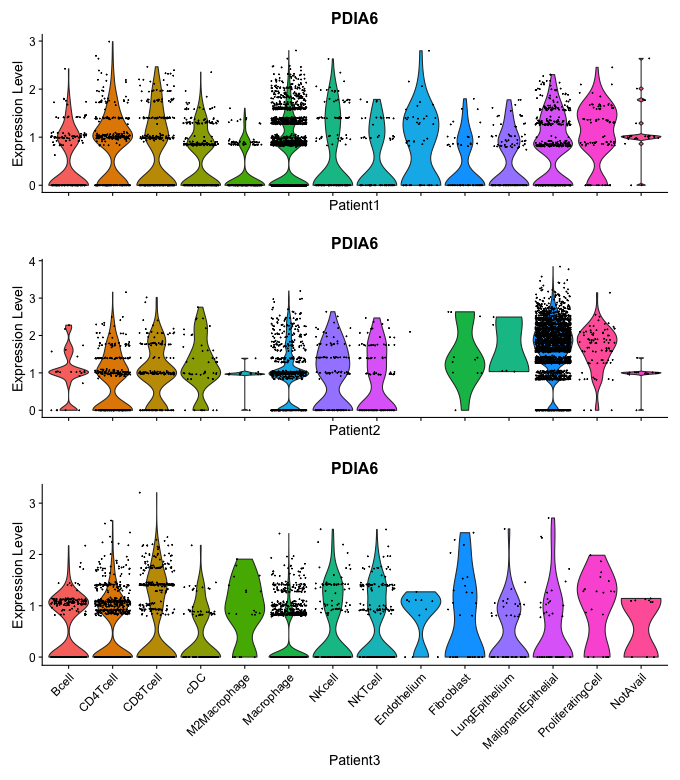 PDIA6
Expression Level
3
2
1
0
Patient1
PDIA6
Expression Level
4
3
2
1
0
Patient2
PDIA6
Expression Level
3
2
1
0
Bcell
CD4Tcell
CD8Tcell
cDC
M2Macrophage
Macrophage
NKcell
NKTcell
Endothelium
Fibroblast
LungEpithelium
MalignantEpithelial
ProliferatingCell
NotAvail
Patient3